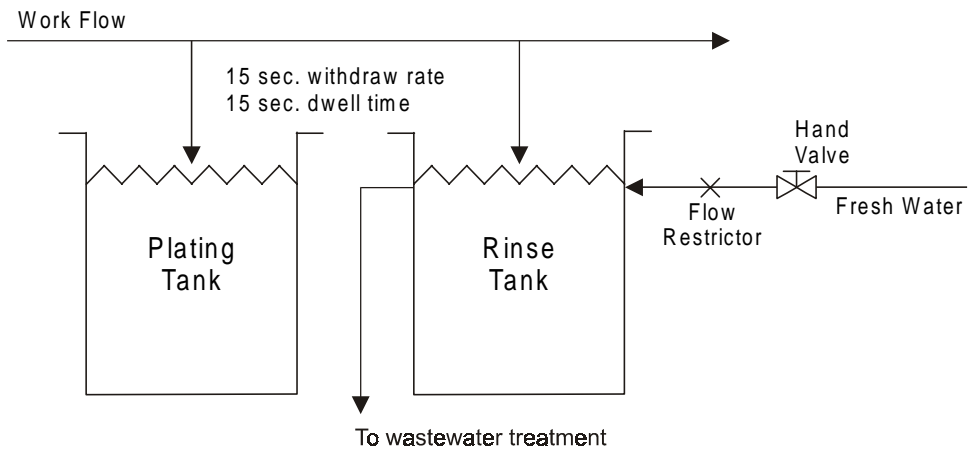 Work Flow
15 sec. withdraw rate
15 sec. dwell time
Hand
Valve
Fresh Water
Flow
Restrictor
Plating
Tank
Rinse
Tank
To wastewater treatment